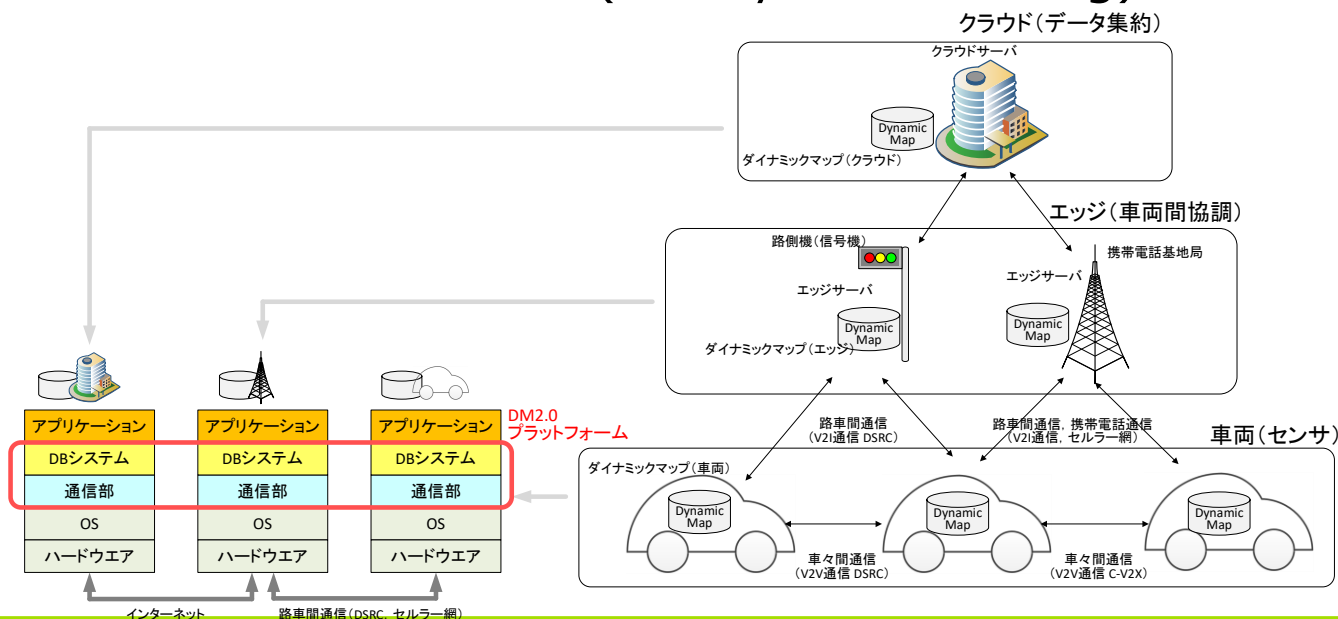 クラウド（データ集約）
クラウドサーバ
Dynamic
Map
ダイナミックマップ（クラウド）
エッジ（車両間協調）
路側機（信号機）
携帯電話基地局
エッジサーバ
エッジサーバ
Dynamic
Map
Dynamic
Map
ダイナミックマップ（エッジ）
路車間通信
（V2I通信 DSRC）
路車間通信，携帯電話通信
（V2I通信，セルラー網）
車両（センサ）
ダイナミックマップ（車両）
Dynamic
Map
Dynamic
Map
Dynamic
Map
車々間通信
（V2V通信 DSRC）
車々間通信
（V2V通信 C-V2X）
アプリケーション
DBシステム
通信部
OS
ハードウエア
アプリケーション
DBシステム
通信部
OS
ハードウエア
アプリケーション
DBシステム
通信部
OS
ハードウエア
DM2.0
プラットフォーム
インターネット
路車間通信（DSRC，セルラー網）